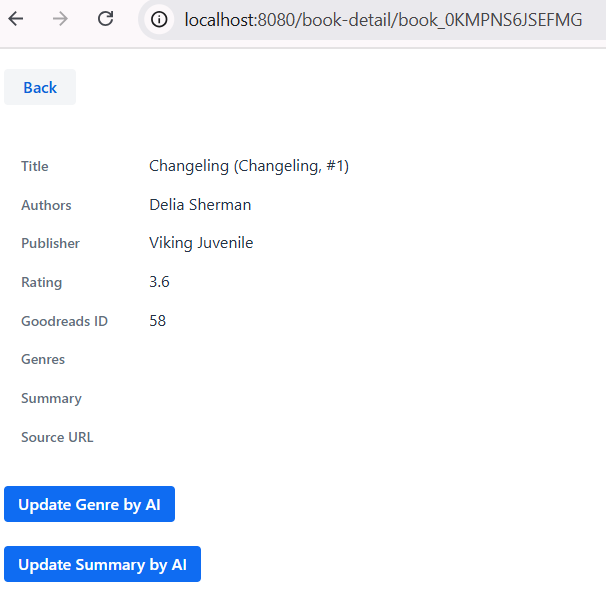 localhost:8080/book-detail/book_0KMPNS6JSEFMG
Back
Title Changeling (Changeling, #1)
Authors Delia Sherman
Publisher Viking Juvenile
Rating 3.6
Goodreads ID 58
Genres
Summary
Source URL
Update Genre by AI
Update Summary by AI